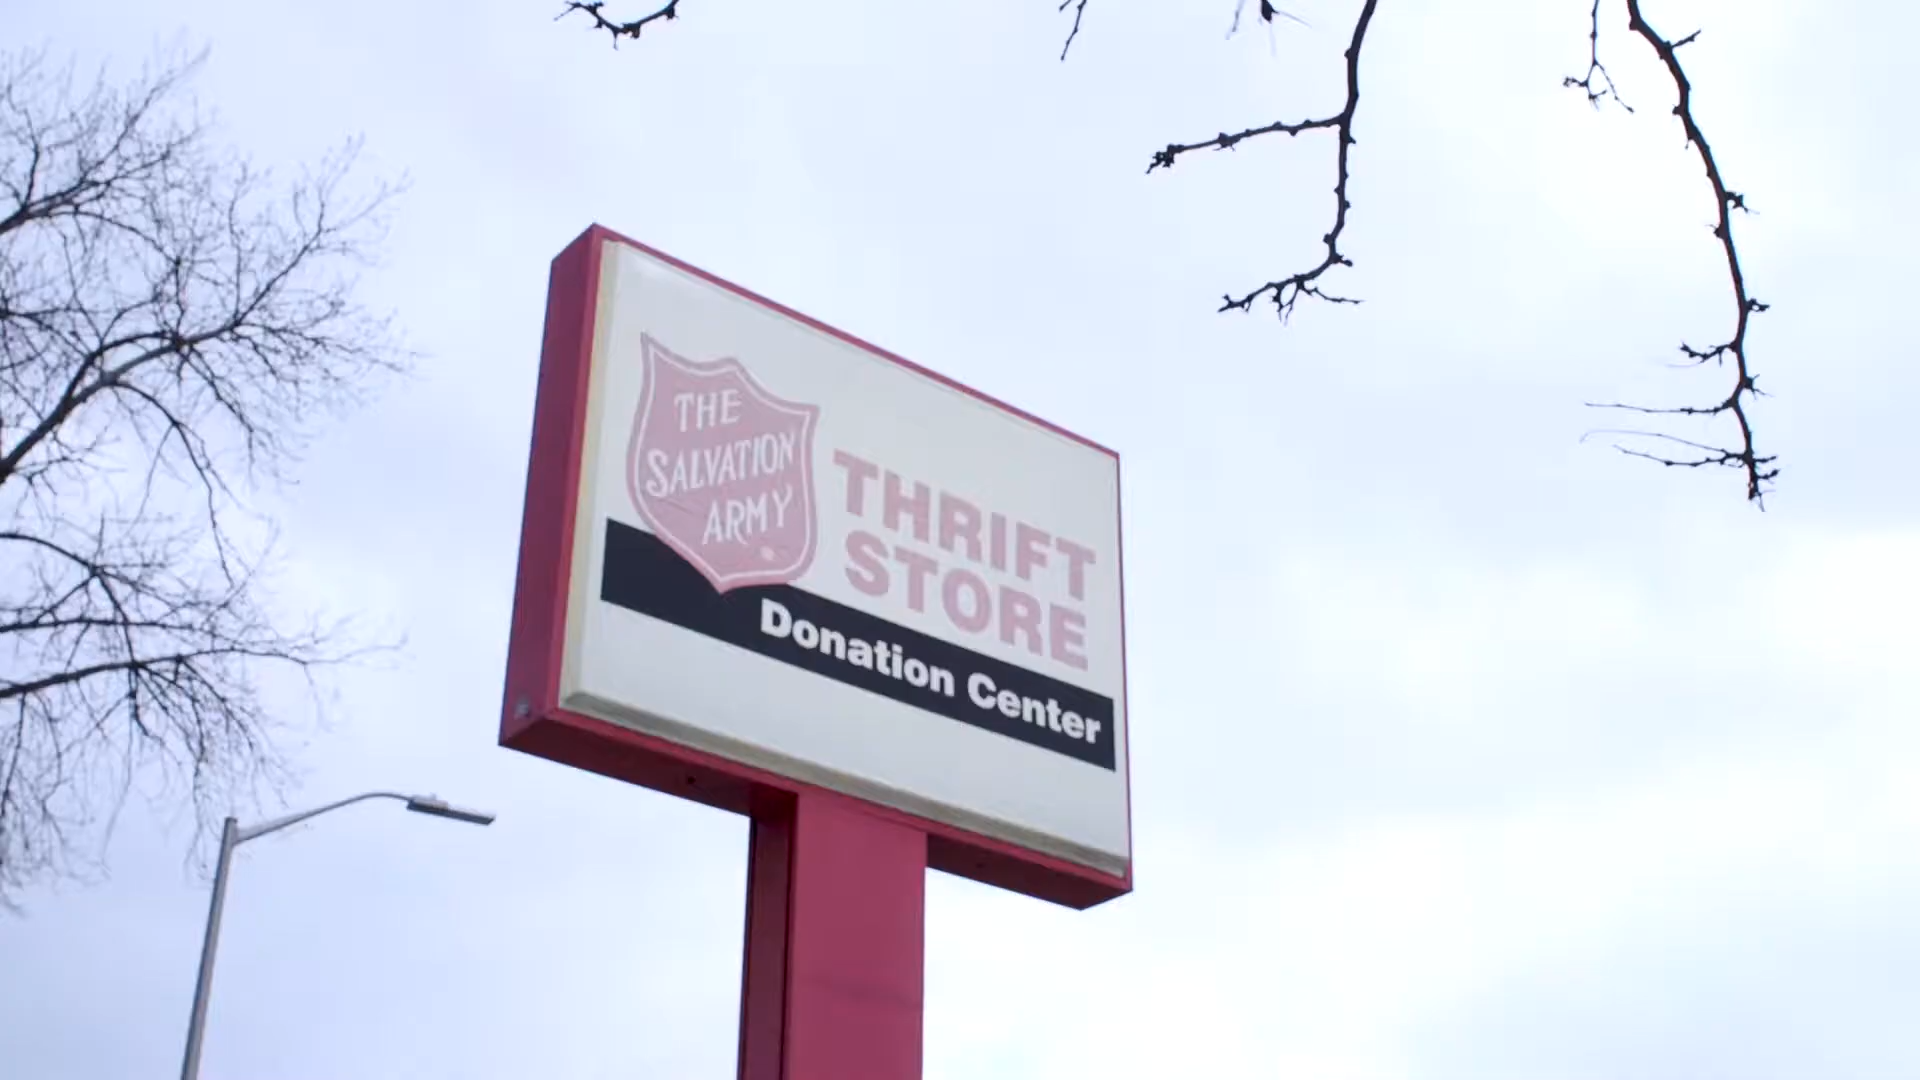 THE
SALVATION
ARMY
THRIFT
STORE
Donation Center